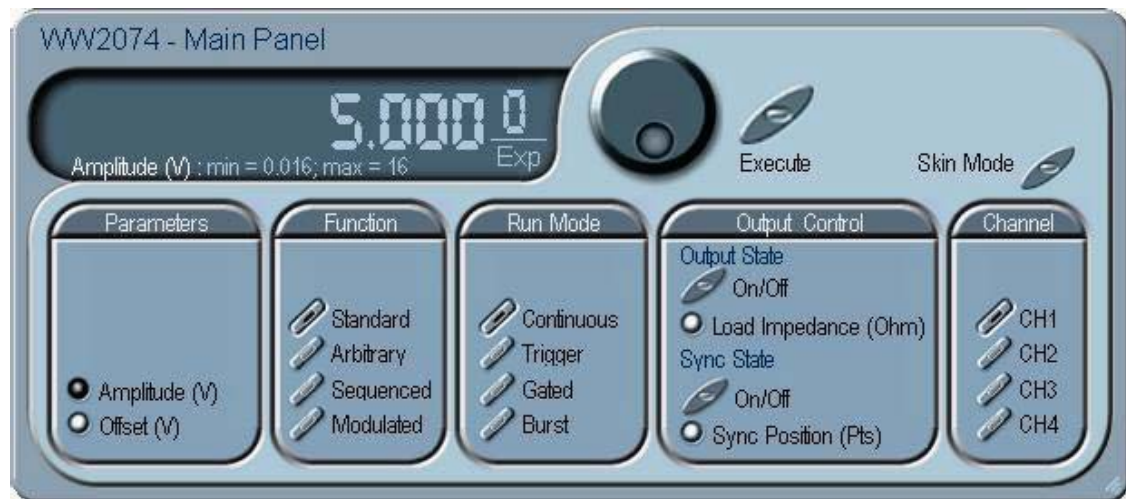 WW2074 - Main Panel
5.000 0
Exp
Amplitude (V) : min = 0.016; max = 16
Execute
Skin Mode
Parameters
Amplitude (V)
Offset (V)
Function
Standard
Arbitrary
Sequenced
Modulated
Run Mode
Continuous
Trigger
Gated
Burst
Output Control
Output State
On/Off
Load Impedance (Ohm)
Sync State
On/Off
Sync Position (Pts)
Channel
CH1
CH2
CH3
CH4